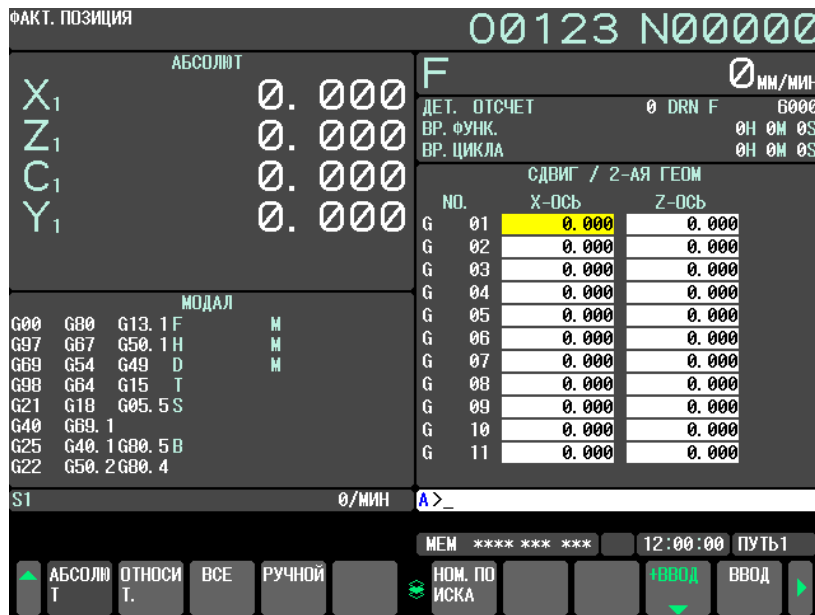 ФАКТ. ПОЗИЦИЯ
O0123 N00000
АБСОЛЮТ
X1 0. 000
Z1 0. 000
C1 0. 000
Y1 0. 000
F 0 ММ/МИН
ДЕТ. ОТСЧЕТ 0 DRN F 6000
ВР. ФУНК. 0H 0M 0S
ВР. ЦИКЛА 0H 0M 0S
СДВИГ / 2-АЯ ГЕОМ
NO. X-ОСЬ Z-ОСЬ
G 01 0. 000 0. 000
G 02 0. 000 0. 000
G 03 0. 000 0. 000
G 04 0. 000 0. 000
G 05 0. 000 0. 000
G 06 0. 000 0. 000
G 07 0. 000 0. 000
G 08 0. 000 0. 000
G 09 0. 000 0. 000
G 10 0. 000 0. 000
G 11 0. 000 0. 000
МОДАЛ
G00 G80 G13. 1 F M
G97 G67 G50. 1 H M
G69 G54 G49 D M
G98 G64 G15 T
G21 G18 G05. 5 S
G40 G69. 1
G25 G40. 1 G80. 5 B
G22 G50. 2 G80. 4
S1 0/МИН
A >_
MEM **** *** *** 12:00:00 ПУТЬ1
АБСОЛЮ
Т
ОТНОСИ
Т.
ВСЕ
РУЧНОЙ
НОМ. ПО
ИСКА
+ВВОД
ВВОД